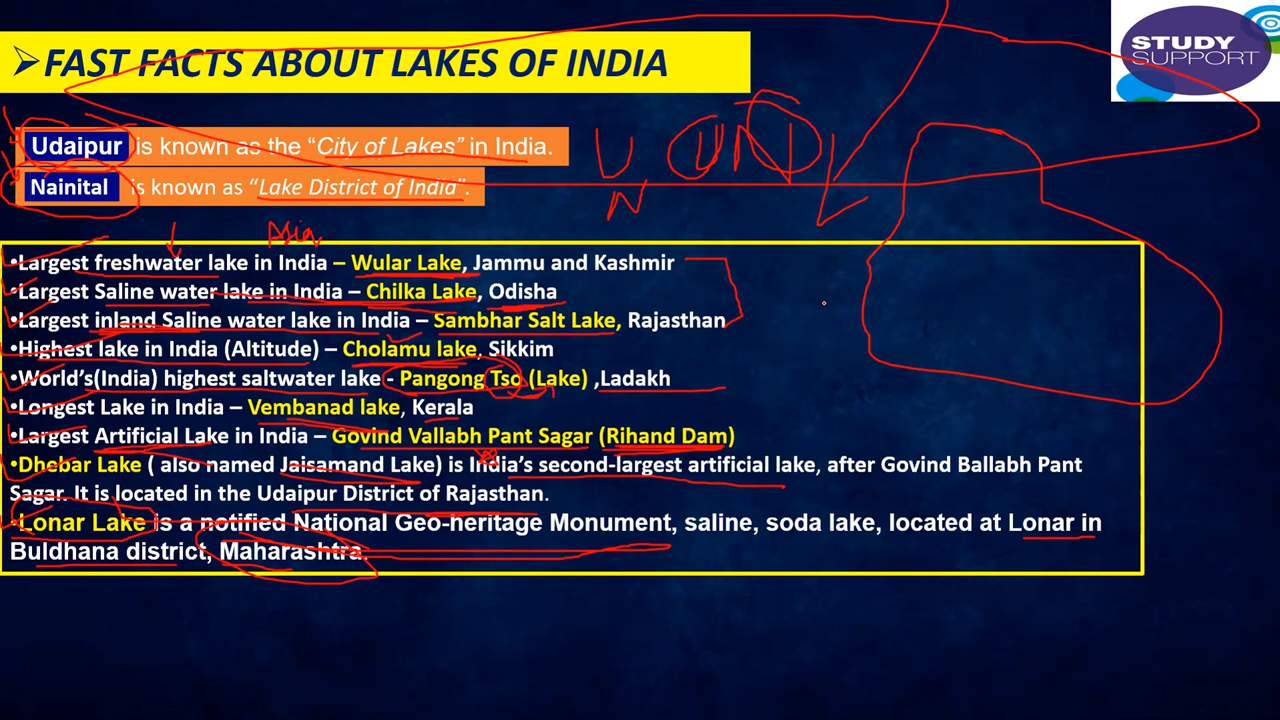 ➢FAST FACTS ABOUT LAKES OF INDIA
STUDY
SUPPORT
Udaipur is known as the “City of Lakes” in India.
Nainital is known as “Lake District of India”.
U
N
L
Asia
•Largest freshwater lake in India – Wular Lake, Jammu and Kashmir
•Largest Saline water lake in India – Chilka Lake, Odisha
•Largest inland Saline water lake in India – Sambhar Salt Lake, Rajasthan
•Highest lake in India (Altitude) – Cholamu lake, Sikkim
•World’s(India) highest saltwater lake - Pangong Tso (Lake) ,Ladakh
•Longest Lake in India – Vembanad lake, Kerala
•Largest Artificial Lake in India – Govind Vallabh Pant Sagar (Rihand Dam)
•Dhebar Lake ( also named Jaisamand Lake) is India’s second-largest artificial lake, after Govind Ballabh Pant
Sagar. It is located in the Udaipur District of Rajasthan.
•Lonar Lake is a notified National Geo-heritage Monument, saline, soda lake, located at Lonar in
Buldhana district, Maharashtra.